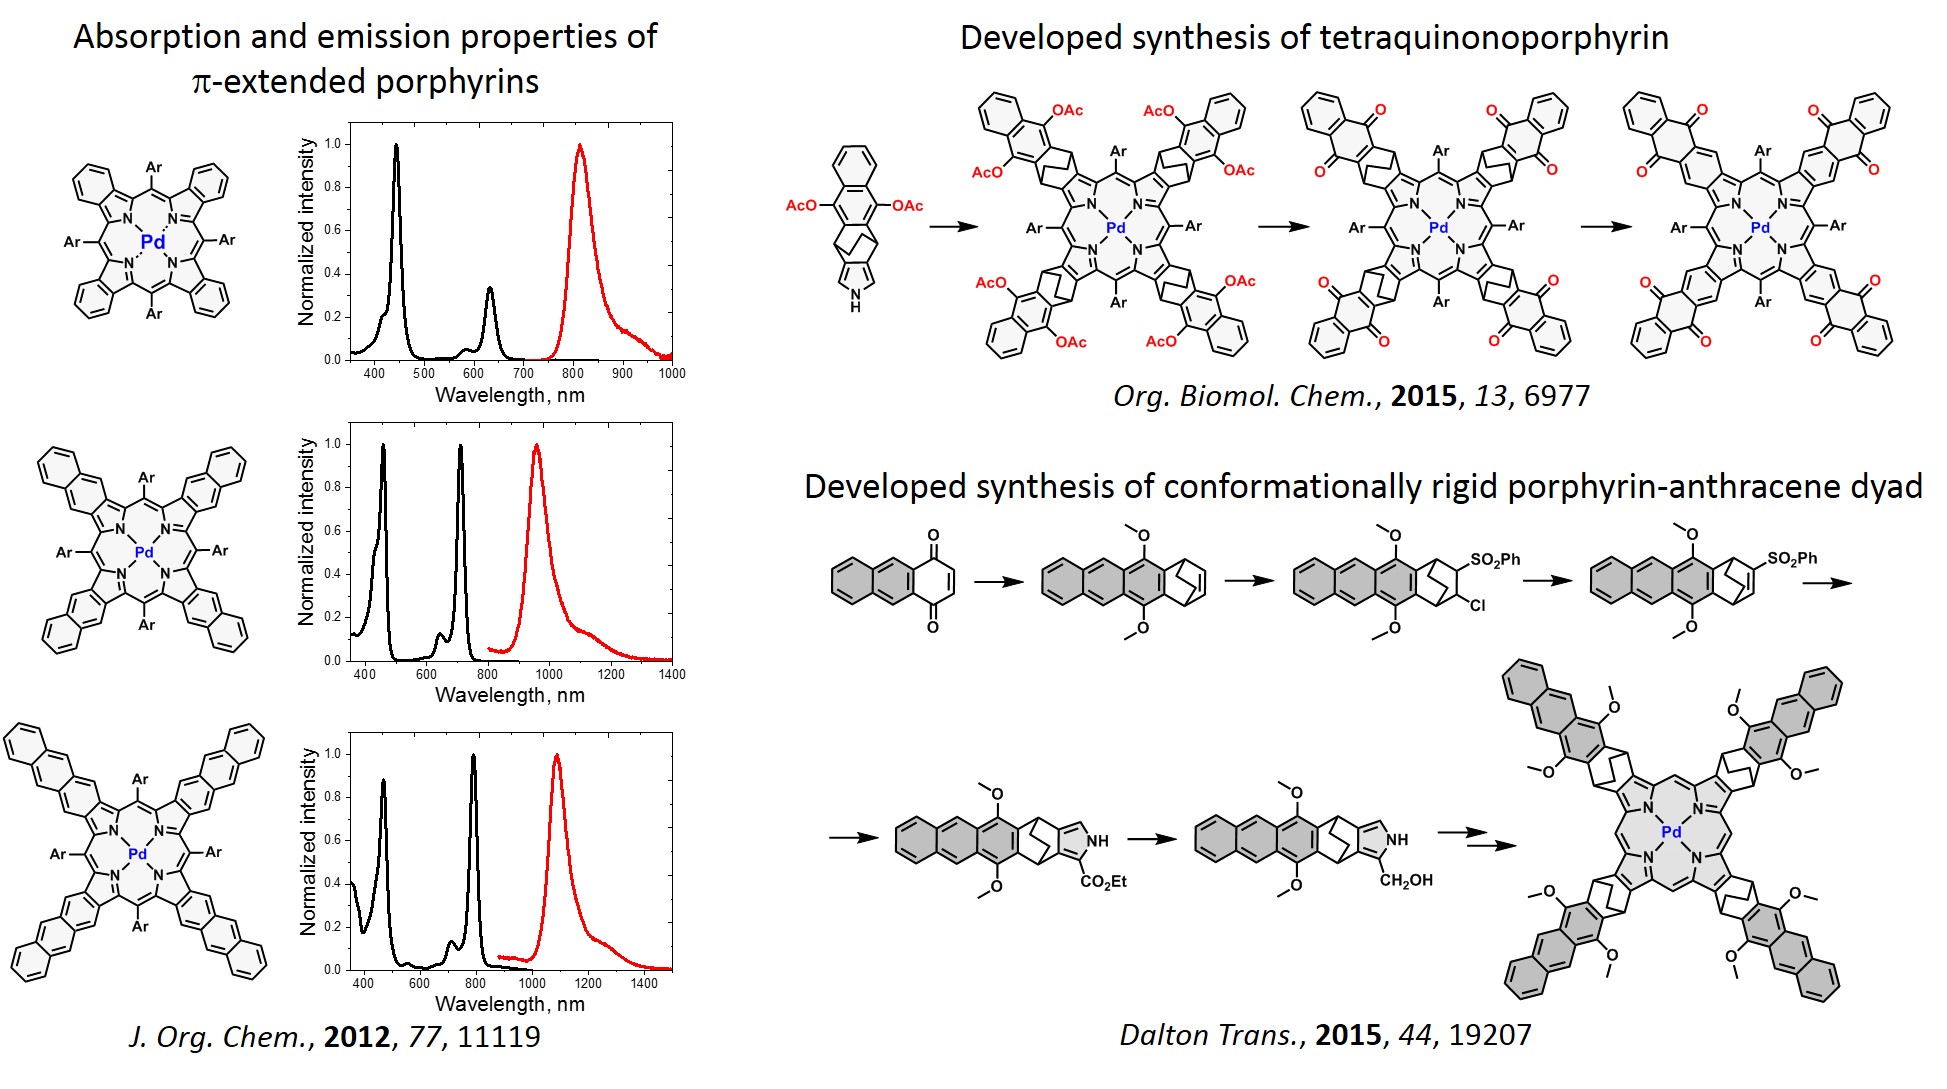 Absorption and emission properties of
π-extended porphyrins
Ar
N
N
Ar
Pd
Ar
N
N
Ar
Normalized intensity
1.0
0.8
0.6
0.4
0.2
0.0
400 500 600 700 800 900 1000
Wavelength, nm
Ar
N
N
Ar
Pd
Ar
N
N
Ar
Normalized intensity
1.0
0.8
0.6
0.4
0.2
0.0
400 600 800 1000 1200 1400
Wavelength, nm
Ar
N
N
Ar
Pd
Ar
N
N
Ar
Normalized intensity
1.0
0.8
0.6
0.4
0.2
0.0
400 600 800 1000 1200 1400
Wavelength, nm
J. Org. Chem., 2012, 77, 11119
Developed synthesis of tetraquinonoporphyrin
AcO
OAc
N
H
OAc
AcO
Ar
AcO
OAc
N
N
Ar
Pd
Ar
N
N
AcO
OAc
Ar
OAc
AcO
O
O
Ar
O
O
N
N
Ar
Pd
Ar
N
N
O
O
Ar
O
O
O
O
Ar
O
O
N
N
Ar
Pd
Ar
N
N
O
O
Ar
O
O
Org. Biomol. Chem., 2015, 13, 6977
Developed synthesis of conformationally rigid porphyrin-anthracene dyad
O
O
O
O
O
SO2Ph
Cl
O
O
SO2Ph
O
O
NH
CO2Et
O
O
NH
CH2OH
O
O
O
O
O
N
N
Pd
N
N
O
O
O
O
Dalton Trans., 2015, 44, 19207